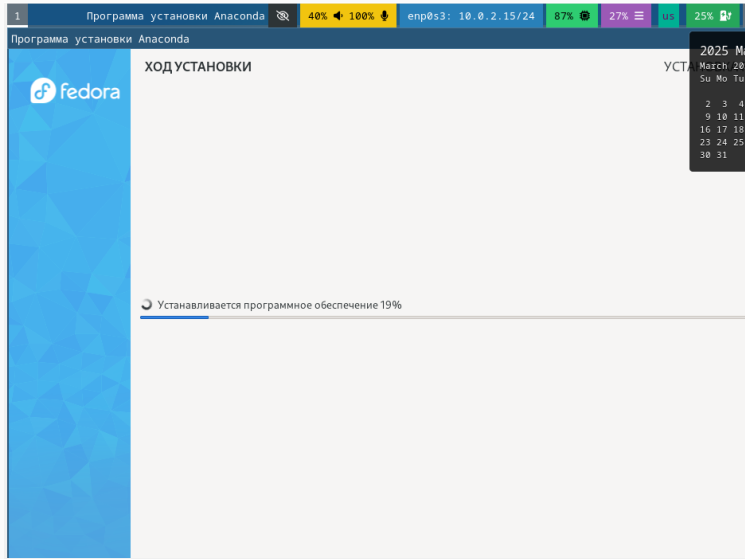 1 Программа установки Anaconda 40% 100% enp0s3: 10.0.2.15/24 87% 27% us 25%
Программа установки Anaconda
fedora
ХОД УСТАНОВКИ
2025
March 20
Su Mo Tu
2 3 4
9 10 11
16 17 18
23 24 25
30 31
Устанавливается программное обеспечение 19%